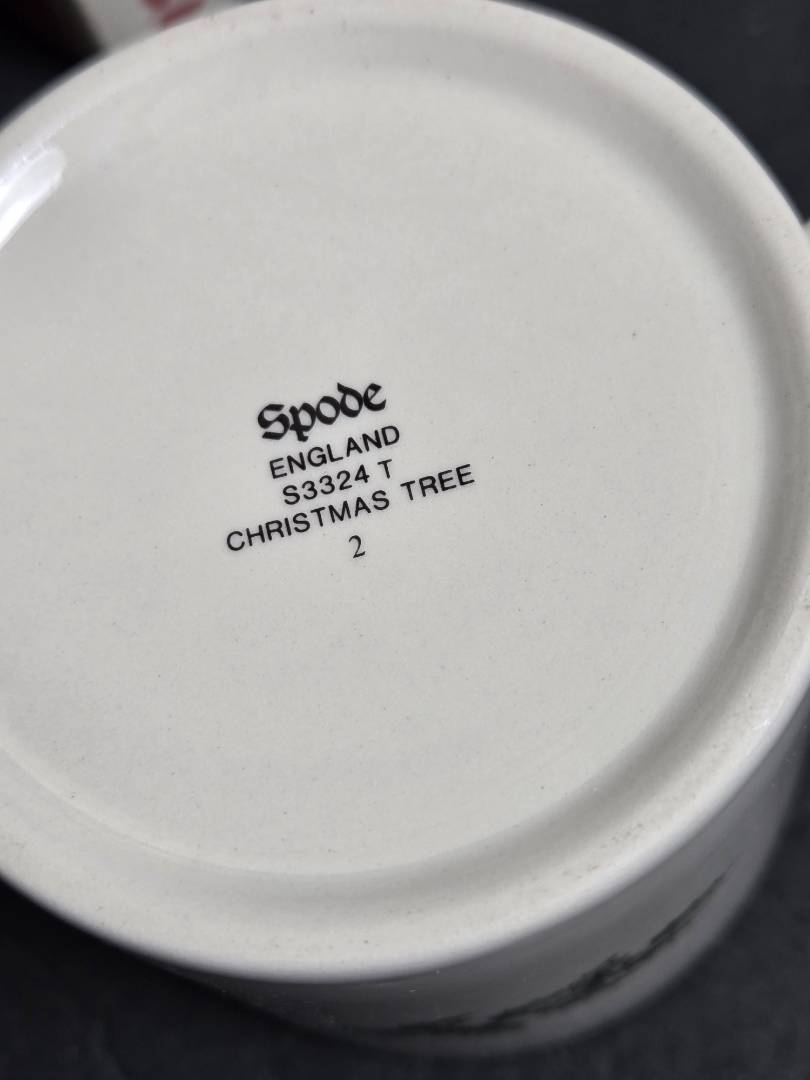 Spode
ENGLAND
S3324 T
CHRISTMAS TREE
2